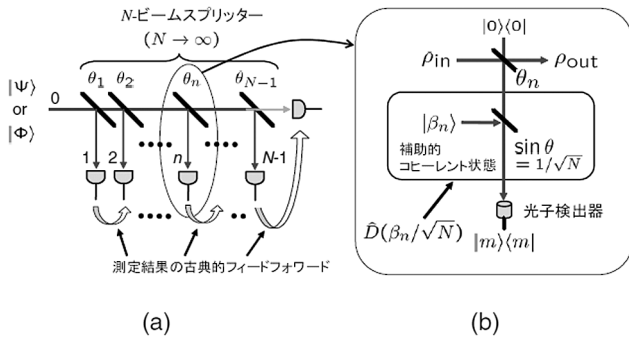 N-ビームスプリッター
(N → ∞)
θ1 θ2 θn θN−1
|Ψ⟩
or
|Φ⟩
0
1 2 ····· n ···· N-1
····· ·· ··
測定結果の古典的フィードフォワード
(a)
|0⟩⟨0|
ρ̂in ρ̂out
θn
|βn⟩
補助的
コヒーレント状態
sin θ
= 1/√N
D̂(βn/√N)
光子検出器
|m⟩⟨m|
(b)